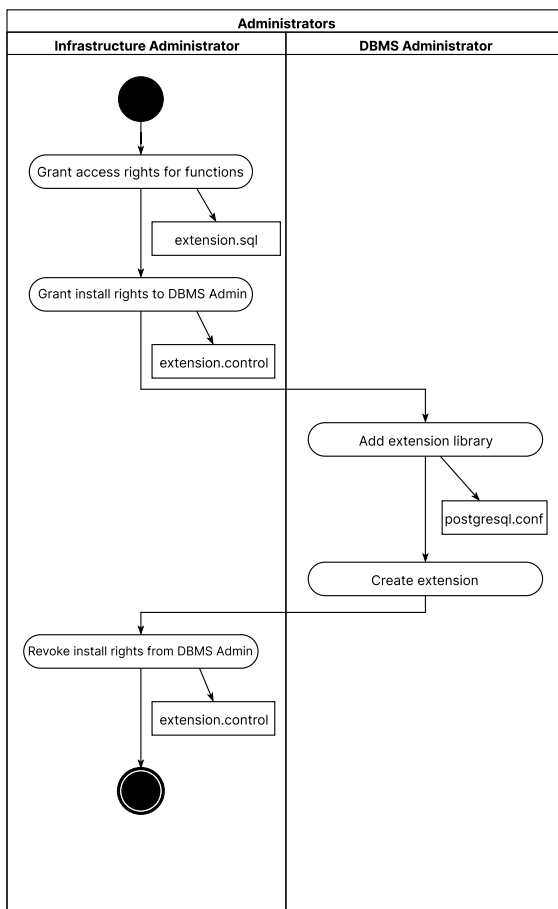 Administrators
Infrastructure Administrator
DBMS Administrator
Grant access rights for functions
extension.sql
Grant install rights to DBMS Admin
extension.control
Add extension library
postgresql.conf
Create extension
Revoke install rights from DBMS Admin
extension.control